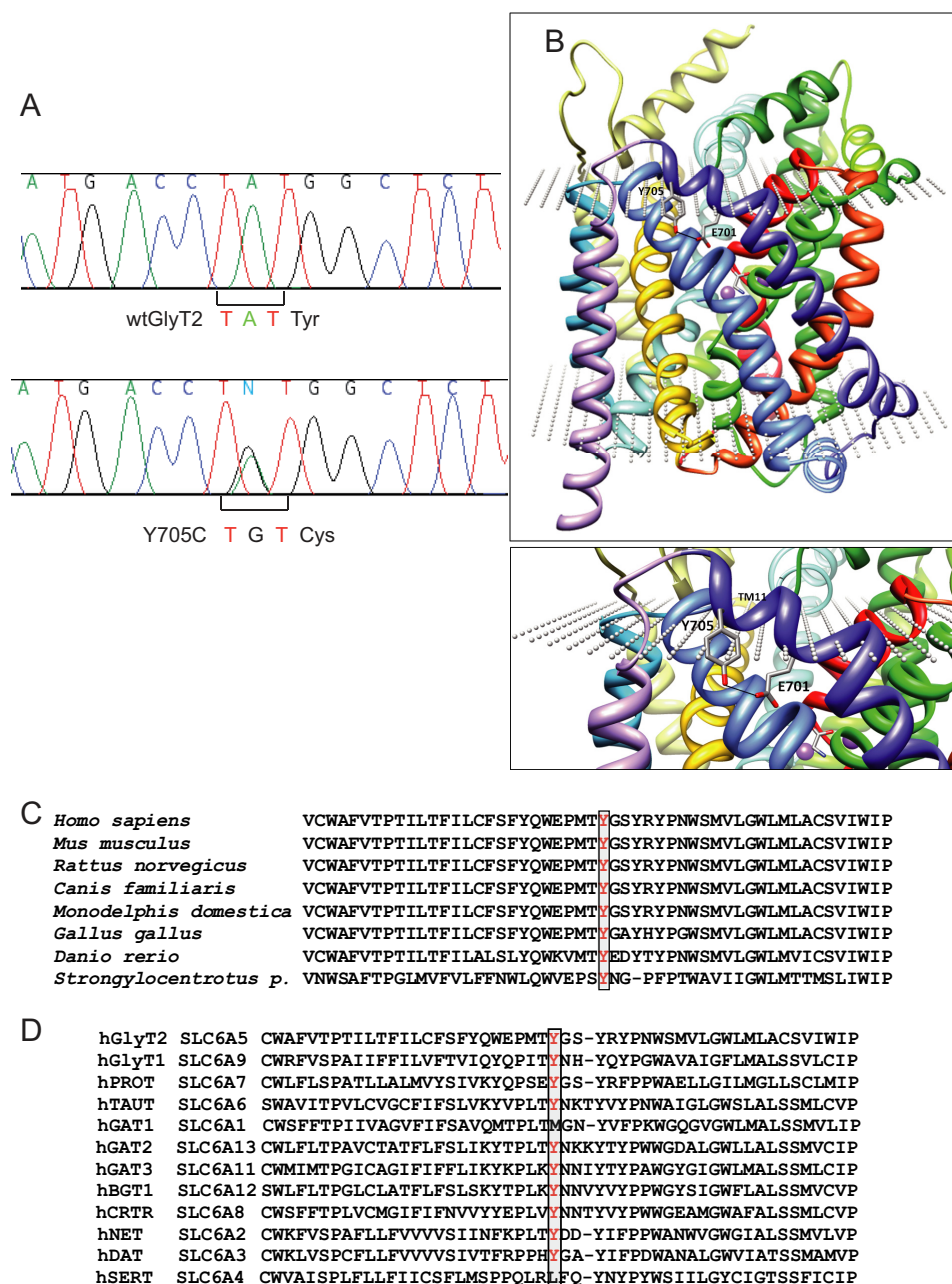 A
A T G A C C T A T G G C T C T
wtGlyT2 T A T Tyr
A T G A C C T N T G G C T C T
Y705C T G T Cys
B
Y705
E701
TM11
Y705
E701
C
Homo sapiens VCWAFVTPTILTFILCFSFYQWEPMTYGSYRYPNWSMVLGWLMLACSVIWIP
Mus musculus VCWAFVTPTILTFILCFSFYQWEPMTYGSYRYPNWSMVLGWLMLACSVIWIP
Rattus norvegicus VCWAFVTPTILTFILCFSFYQWEPMTYGSYRYPNWSMVLGWLMLACSVIWIP
Canis familiaris VCWAFVTPTILTFILCFSFYQWEPMTYGSYRYPNWSMVLGWLMLACSVIWIP
Monodelphis domestica VCWAFVTPTILTFILCFSFYQWEPMTYGSYRYPNWSMVLGWLMLACSVIWIP
Gallus gallus VCWAFVTPTILTFILCFSFYQWEPMTYGAYHYPGWSMVLGWLMLACSVIWIP
Danio rerio VCWAFVTPTILTFILALSLYQWKVMTYEDYTYPNWSMVLGWLMVICSVIWIP
Strongylocentrotus p. VNWSAFTPGLMVFVLFFNWLQWVEPSYNG-PFPTWAVIIGWLMTTMSLIWIP
D
hGlyT2 SLC6A5 CWAFVTPTILTFILCFSFYQWEPMTYGS-YRYPNWSMVLGWLMLACSVIWIP
hGlyT1 SLC6A9 CWRFVSPAIIFFILVFTVIQYQPITYNH-YQYPGWAVAIGFLMALSSVLCIP
hPROT SLC6A7 CWLFLSPATLLALMVYSIVKYQPSEYGS-YRFPPWAELLGILMGLLSCLMIP
hTAUT SLC6A6 SWAVITPVLCVGCFIFSLVKYVPLTYNKTYVYPNWAIGLGWSLALSSMLCVP
hGAT1 SLC6A1 CWSFFTPIIVAGVFIFSAVQMTPLTMGN-YVFPKWGQGVGWLMALSSMVLIP
hGAT2 SLC6A13 CWLFLTPAVCTATFLFSLIKYTPLTYNKKYTYPWWGDALGWLLALSSMVCIP
hGAT3 SLC6A11 CWMIMTPGICAGIFIFFLIKYKPLKYNNIYTYPAWGYGIGWLMALSSMLCIP
hBGT1 SLC6A12 SWLFLTPGLCLATFLFSLSKYTPLKYNNVYVYPPWGYSIGWFLALSSMVCVP
hCRTR SLC6A8 CWSFFTPLVCMGIFIFNVVYYEPLVYNNTYVYPWWGEAMGWAFALSSMLCVP
hNET SLC6A2 CWKFVSPAFLLFVVVVSIINFKPLTYDD-YIFPPWANWVGWGIALSSMVLVP
hDAT SLC6A3 CWKLVSPCFLLFVVVVSIVTFRPPHYGA-YIFPDWANALGWVIATSSMAMVP
hSERT SLC6A4 CWVAISPLFLLFIICSFLMSPPQLRLFQ-YNYPYWSIILGYCIGTSSFICIP